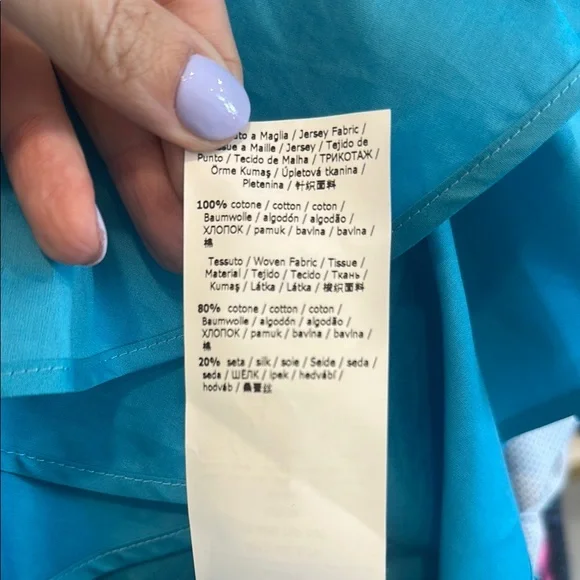 a Maglia / Jersey Fabric /
a Maille / Jersey / Tejido de
Punto / Tecido de Malha / ТРИКОТАЖ /
Örme Kumaş / Úpletová tkanina /
Pletenina / 针织面料
100% cotone / cotton / coton /
Baumwolle / algodón / algodão /
ХЛОПОК / pamuk / bavlna / bavlna /
棉
Tessuto / Woven Fabric / Tissue /
Material / Tejido / Tecido / Ткань /
Kumaş / Látka / Látka / 梭织面料
80% cotone / cotton / coton /
Baumwolle / algodón / algodão /
ХЛОПОК / pamuk / bavlna / bavlna /
棉
20% seta / silk / soie / Seide / seda /
seda / ШЁЛК / ipek / hedvábí /
hodváb / 桑蚕丝